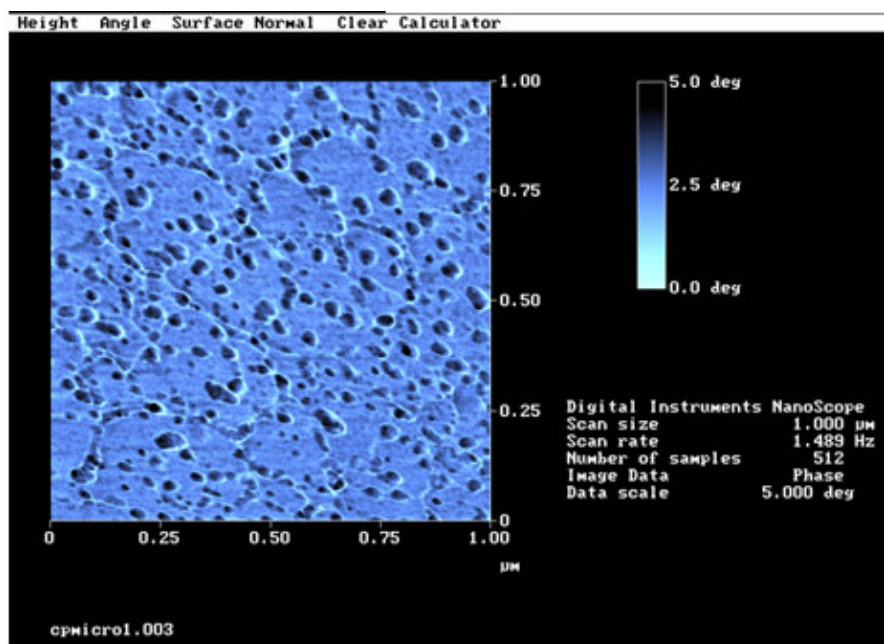 Height Angle Surface Normal Clear Calculator
1.00
0.75
0.50
0.25
0
0 0.25 0.50 0.75 1.00
µm
5.0 deg
2.5 deg
0.0 deg
Digital Instruments NanoScope
Scan size 1.000 µm
Scan rate 1.489 Hz
Number of samples 512
Image Data Phase
Data scale 5.000 deg
cpmicro1.003